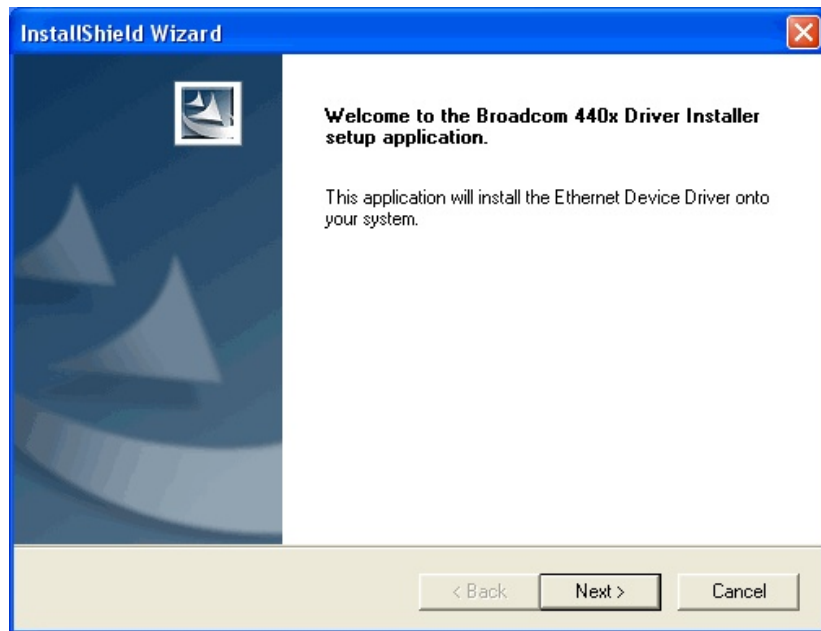 InstallShield Wizard
Welcome to the Broadcom 440x Driver Installer
setup application.
This application will install the Ethernet Device Driver onto
your system.
< Back
Next >
Cancel